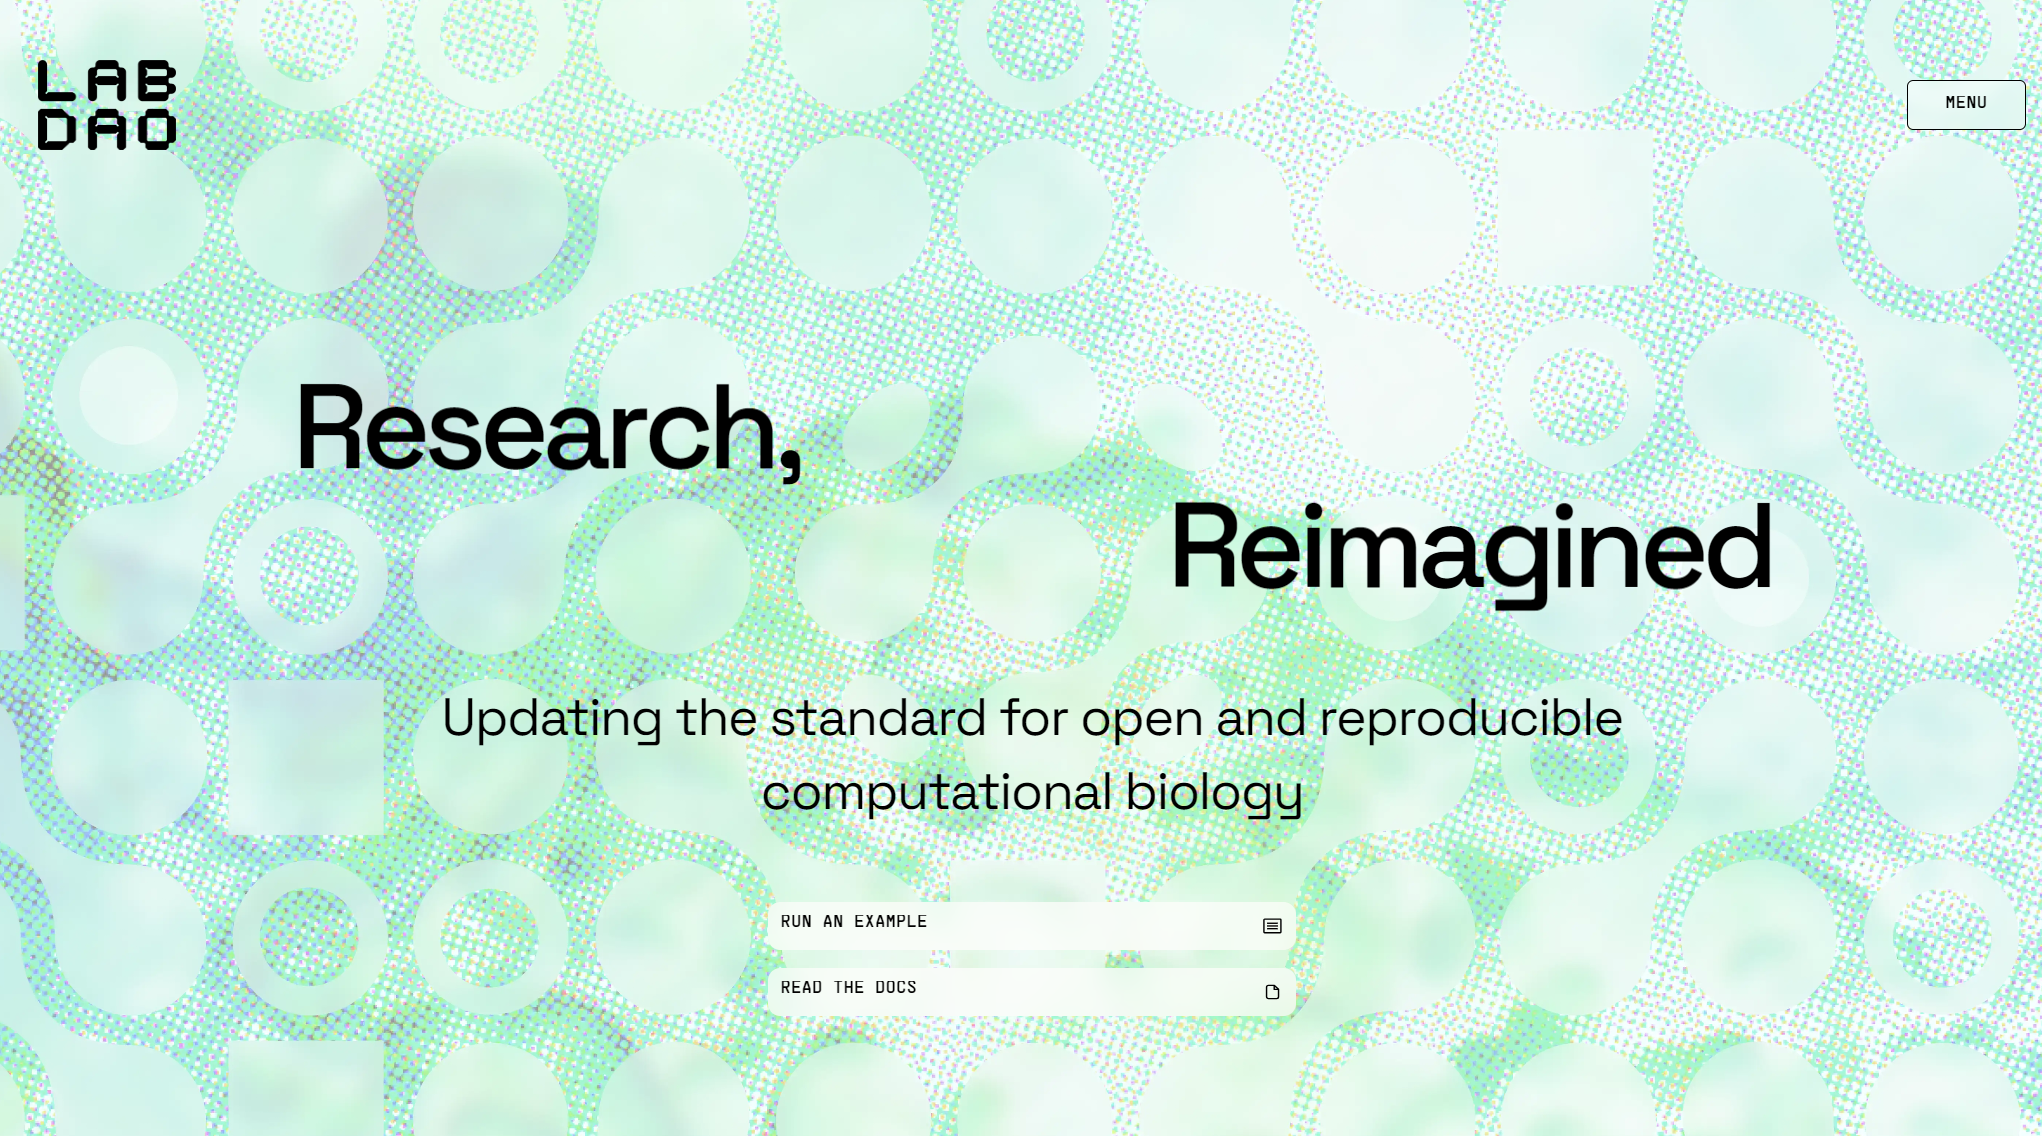 LAB
DAO
MENU
Research,
Reimagined
Updating the standard for open and reproducible
computational biology
RUN AN EXAMPLE
READ THE DOCS